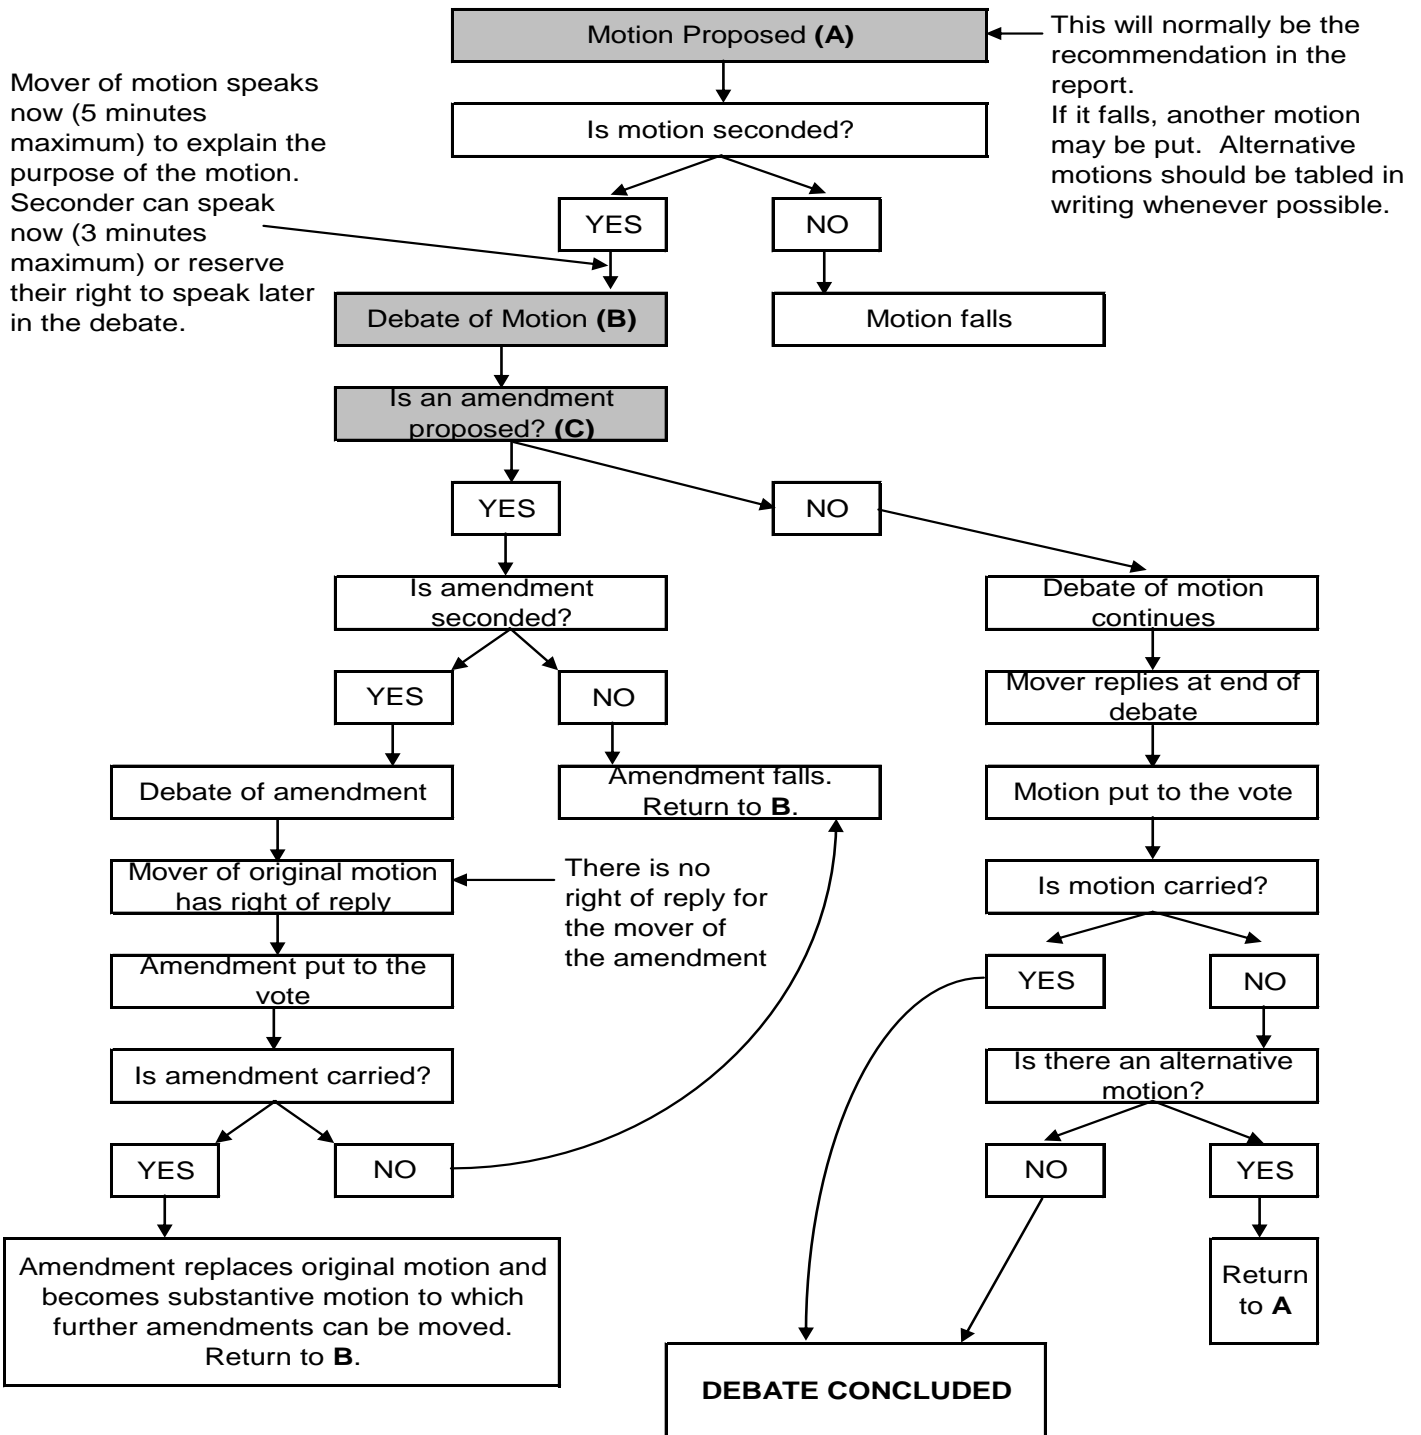 Motion Proposed (A)
This will normally be the
recommendation in the
report.
If it falls, another motion
may be put. Alternative
motions should be tabled in
writing whenever possible.
Mover of motion speaks
now (5 minutes
maximum) to explain the
purpose of the motion.
Seconder can speak
now (3 minutes
maximum) or reserve
their right to speak later
in the debate.
Is motion seconded?
YES
NO
Debate of Motion (B)
Motion falls
Is an amendment
proposed? (C)
YES
NO
Is amendment
seconded?
Debate of motion
continues
YES
NO
Mover replies at end of
debate
Debate of amendment
Amendment falls.
Return to B.
Motion put to the vote
Mover of original motion
has right of reply
There is no
right of reply for
the mover of
the amendment
Is motion carried?
Amendment put to the
vote
YES
NO
Is amendment carried?
Is there an alternative
motion?
YES
NO
NO
YES
Amendment replaces original motion and
becomes substantive motion to which
further amendments can be moved.
Return to B.
Return
to A
DEBATE CONCLUDED